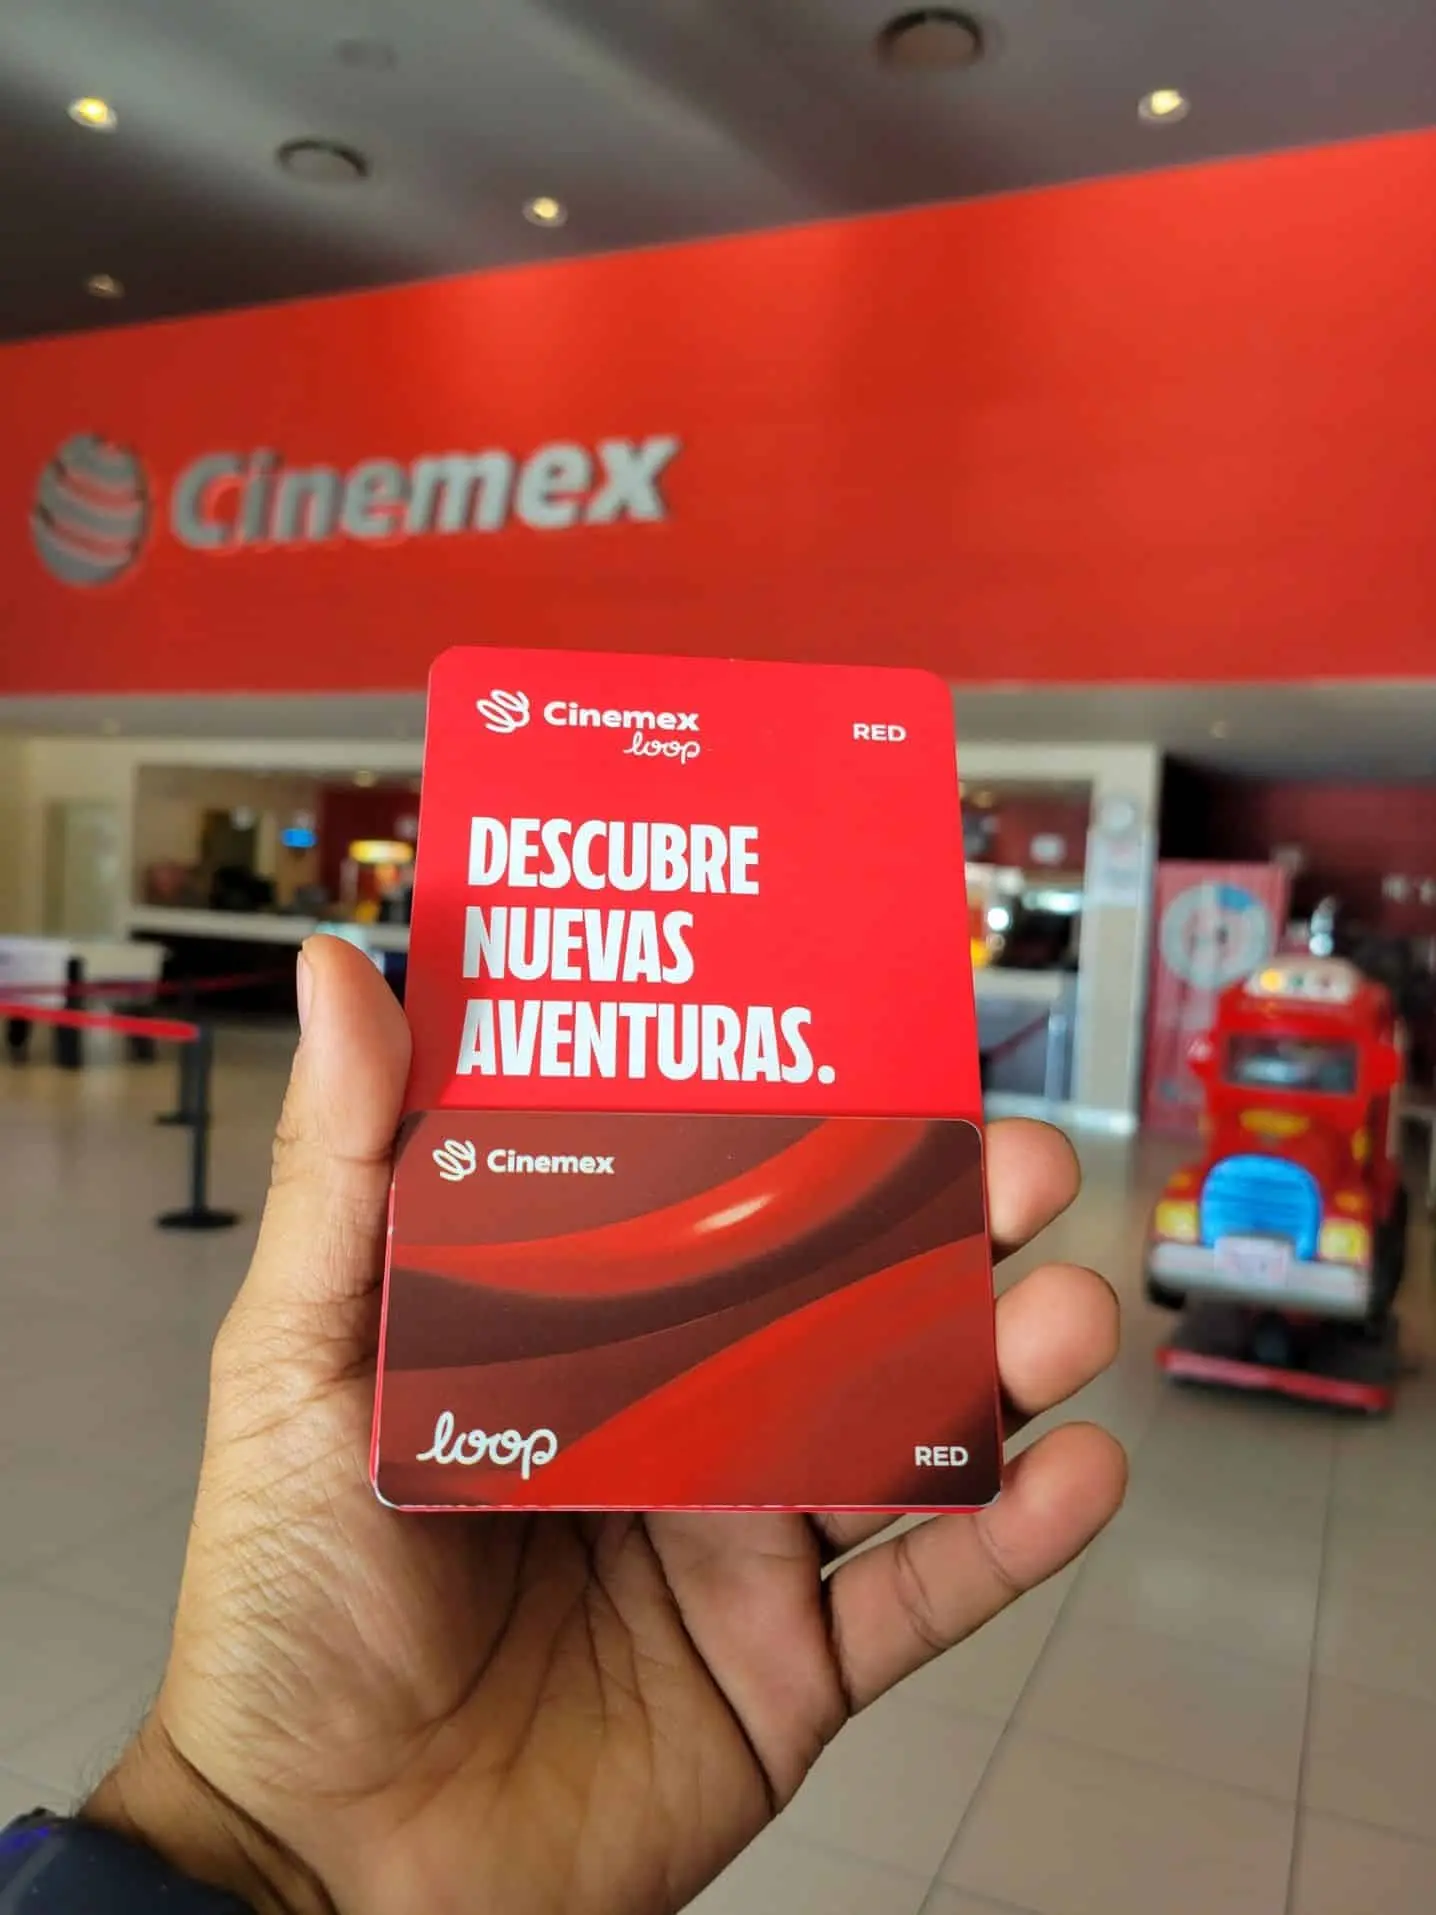 Cinemex
Cinemex
loop
RED
DESCUBRE
NUEVAS
AVENTURAS.
Cinemex
loop
RED